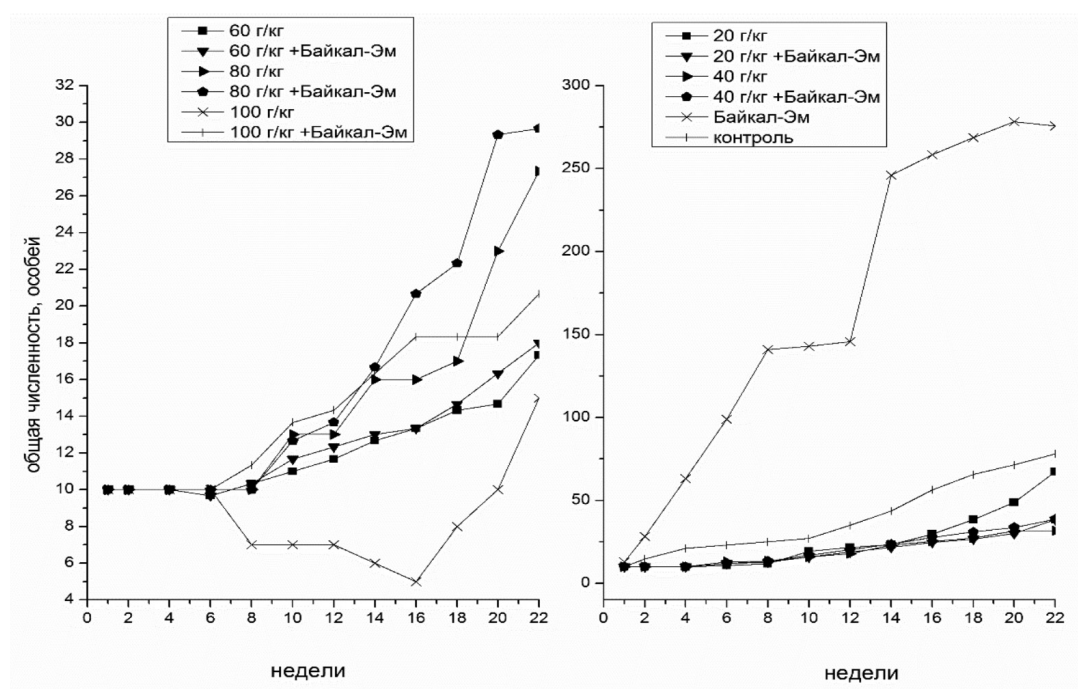 60 г/кг
60 г/кг +Байкал-Эм
80 г/кг
80 г/кг +Байкал-Эм
100 г/кг
100 г/кг +Байкал-Эм
общая численность, особей
32
30
28
26
24
22
20
18
16
14
12
10
8
6
4
0 2 4 6 8 10 12 14 16 18 20 22
недели
20 г/кг
20 г/кг +Байкал-Эм
40 г/кг
40 г/кг +Байкал-Эм
Байкал-Эм
контроль
300
250
200
150
100
50
0
0 2 4 6 8 10 12 14 16 18 20 22
недели